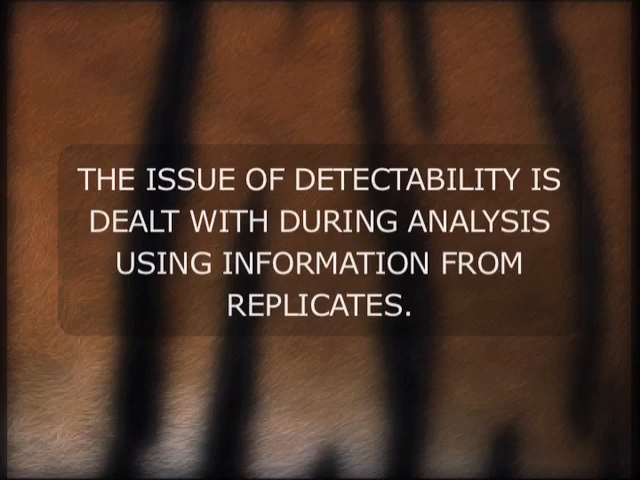 THE ISSUE OF DETECTABILITY IS
DEALT WITH DURING ANALYSIS
USING INFORMATION FROM
REPLICATES.